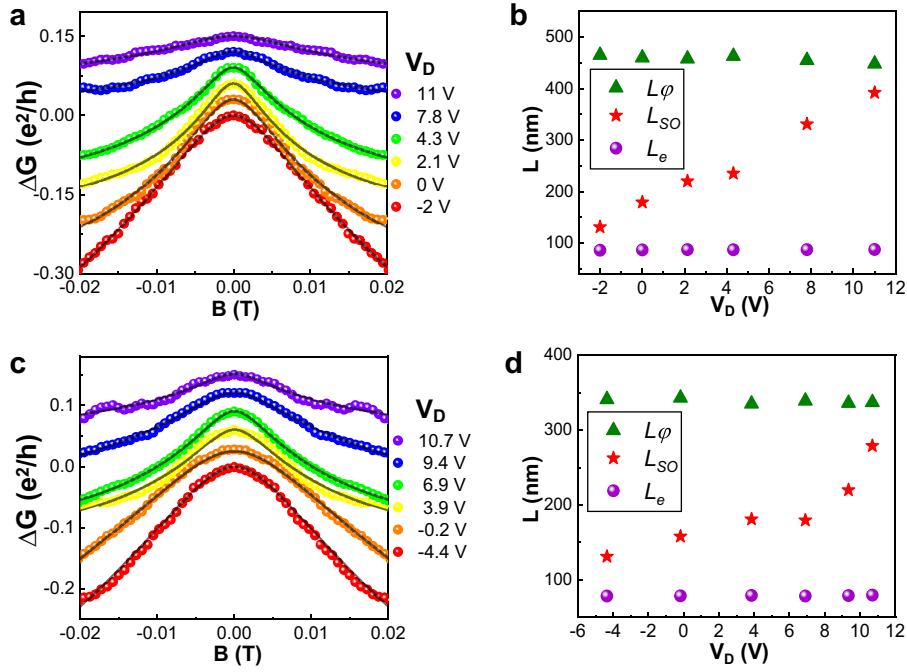 a
0.15
0.00
-0.15
-0.30
ΔG (e²/h)
-0.02 -0.01 0.00 0.01 0.02
B (T)
V_D
11 V
7.8 V
4.3 V
2.1 V
0 V
-2 V
b
500
400
300
200
100
L (nm)
Lφ
L_SO
L_e
-2 0 2 4 6 8 10 12
V_D (V)
c
0.1
0.0
-0.1
-0.2
ΔG (e²/h)
-0.02 -0.01 0.00 0.01 0.02
B (T)
V_D
10.7 V
9.4 V
6.9 V
3.9 V
-0.2 V
-4.4 V
d
400
300
200
100
L (nm)
Lφ
L_SO
L_e
-6 -4 -2 0 2 4 6 8 10 12
V_D (V)